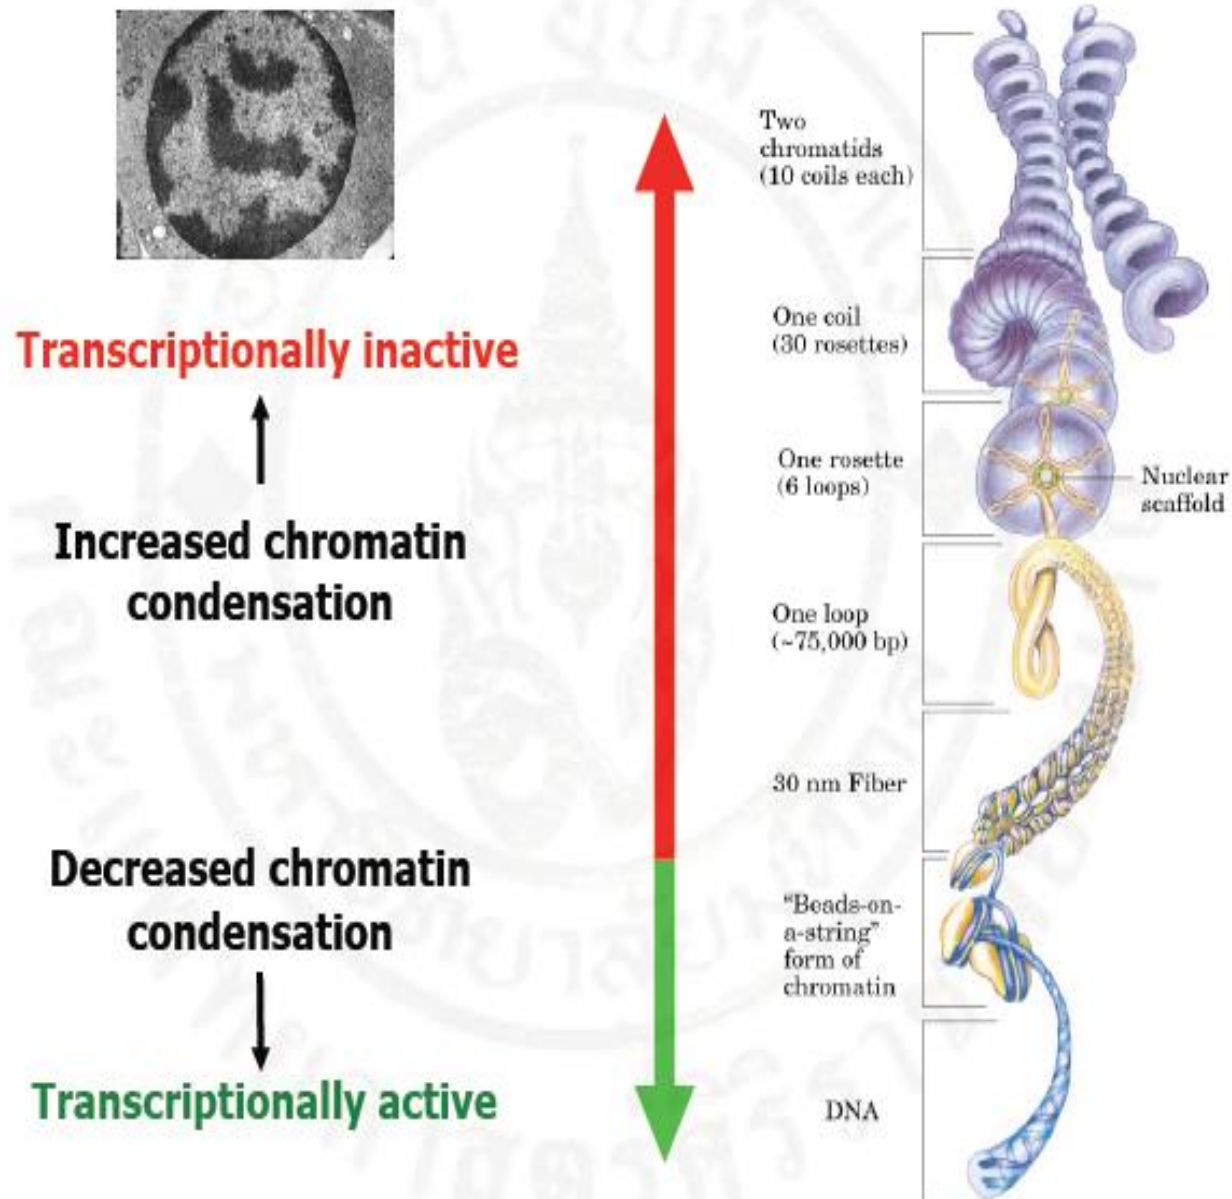 Transcriptionally inactive
Increased chromatin
condensation
Decreased chromatin
condensation
Transcriptionally active
Two
chromatids
(10 coils each)
One coil
(30 rosettes)
One rosette
(6 loops)
Nuclear
scaffold
One loop
(~75,000 bp)
30 nm Fiber
“Beads-on-
a-string”
form of
chromatin
DNA